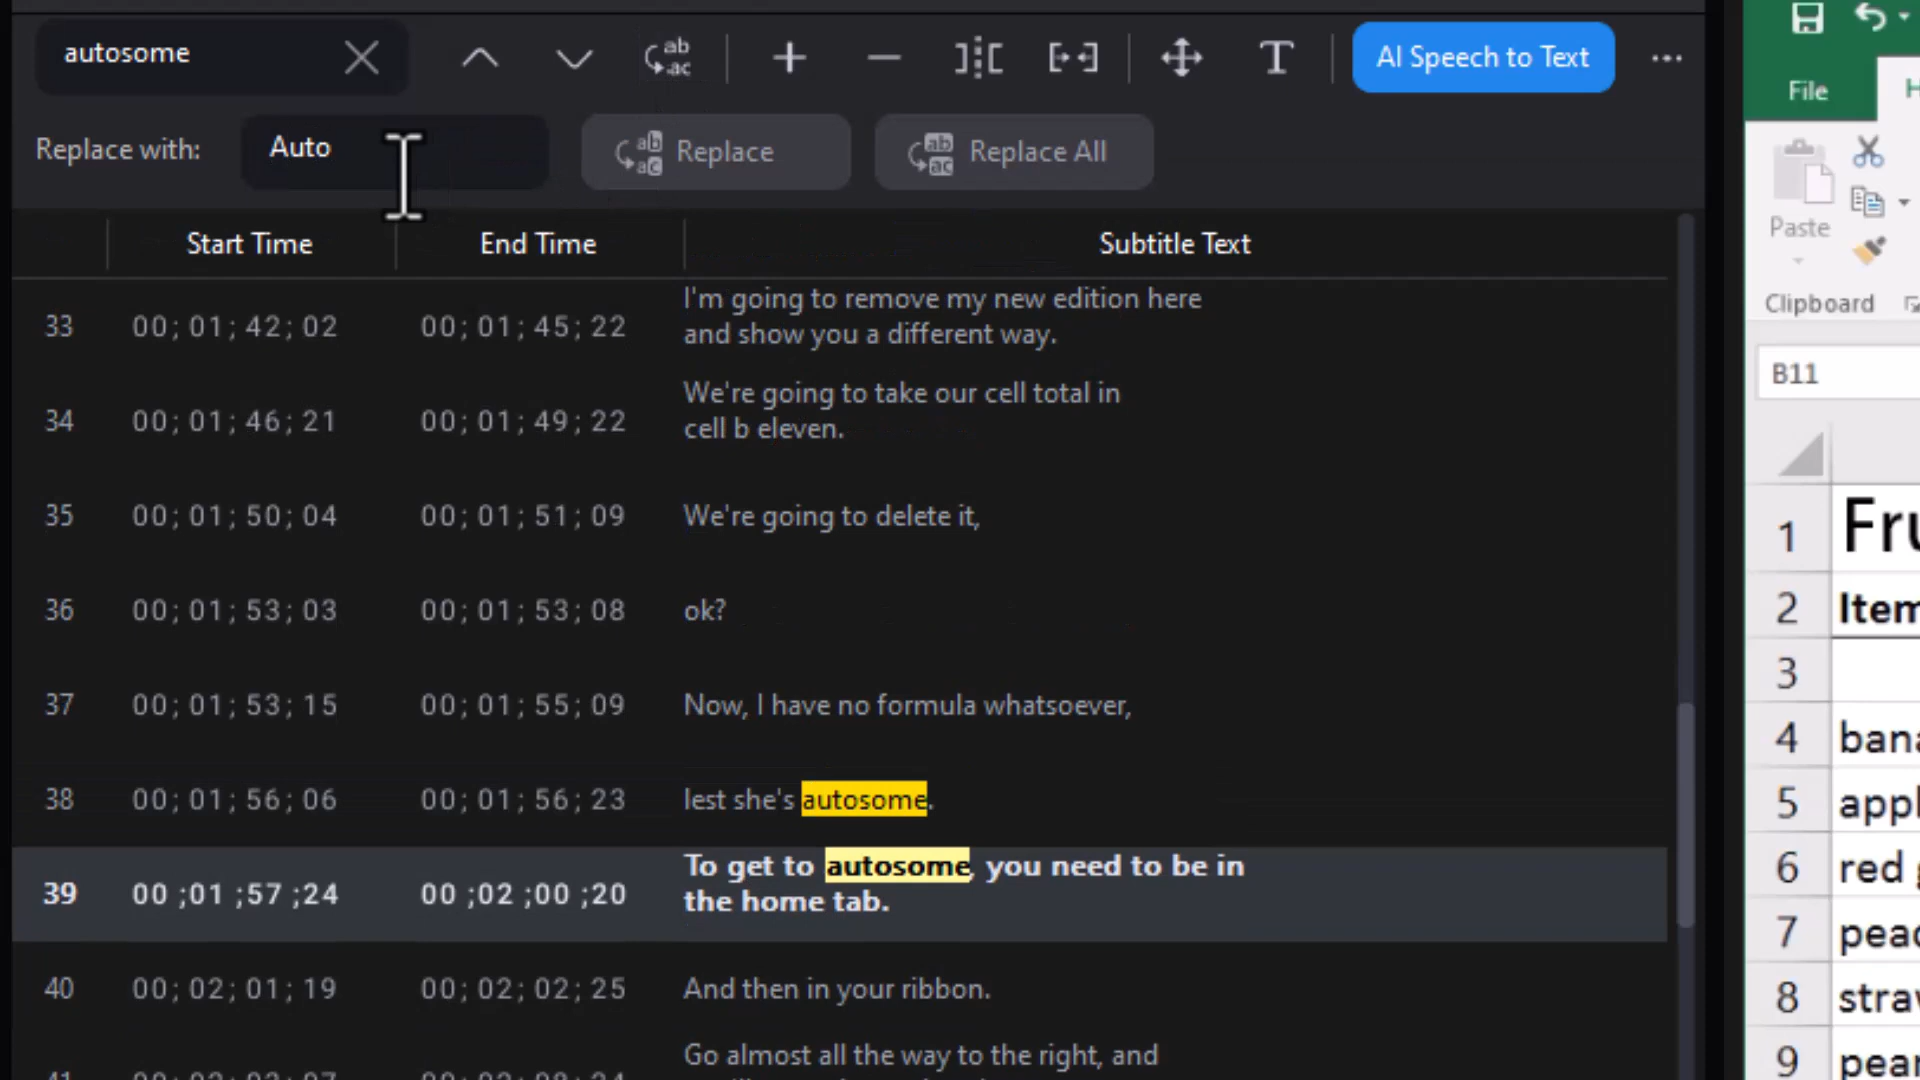 autosome
AI Speech to Text
Replace with:
Auto
Replace
Replace All
Start Time
End Time
Subtitle Text
33
00; 01; 42; 02
00; 01; 45; 22
I'm going to remove my new edition here
and show you a different way.
34
00; 01; 46; 21
00; 01; 49; 22
We're going to take our cell total in
cell b eleven.
35
00; 01; 50; 04
00; 01; 51; 09
We're going to delete it,
36
00; 01; 53; 03
00; 01; 53; 08
ok?
37
00; 01; 53; 15
00; 01; 55; 09
Now, I have no formula whatsoever,
38
00; 01; 56; 06
00; 01; 56; 23
lest she's autosome.
39
00 ;01 ;57 ;24
00 ;02 ;00 ;20
To get to autosome, you need to be in
the home tab.
40
00; 02; 01; 19
00; 02; 02; 25
And then in your ribbon.
Go almost all the way to the right, and
File
H
Paste
Clipboard
B11
1
Fru
2
Item
3
4
bana
5
appl
6
red g
7
peac
8
straw
9
pear